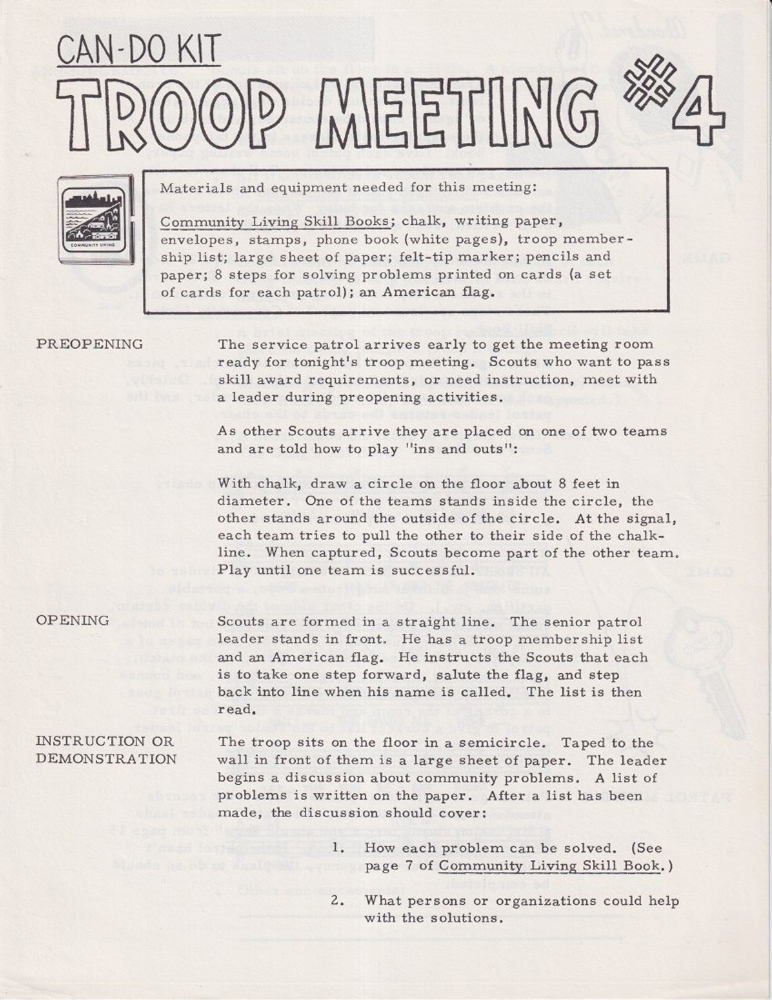 CAN-DO KIT
TROOP MEETING #4
COMMUNITY LIVING
Materials and equipment needed for this meeting:
Community Living Skill Books; chalk, writing paper,
envelopes, stamps, phone book (white pages), troop member-
ship list; large sheet of paper; felt-tip marker; pencils and
paper; 8 steps for solving problems printed on cards (a set
of cards for each patrol); an American flag.
PREOPENING
The service patrol arrives early to get the meeting room
ready for tonight's troop meeting. Scouts who want to pass
skill award requirements, or need instruction, meet with
a leader during preopening activities.
As other Scouts arrive they are placed on one of two teams
and are told how to play "ins and outs":
With chalk, draw a circle on the floor about 8 feet in
diameter. One of the teams stands inside the circle, the
other stands around the outside of the circle. At the signal,
each team tries to pull the other to their side of the chalk-
line. When captured, Scouts become part of the other team.
Play until one team is successful.
OPENING
Scouts are formed in a straight line. The senior patrol
leader stands in front. He has a troop membership list
and an American flag. He instructs the Scouts that each
is to take one step forward, salute the flag, and step
back into line when his name is called. The list is then
read.
INSTRUCTION OR
DEMONSTRATION
The troop sits on the floor in a semicircle. Taped to the
wall in front of them is a large sheet of paper. The leader
begins a discussion about community problems. A list of
problems is written on the paper. After a list has been
made, the discussion should cover:
1. How each problem can be solved. (See
page 7 of Community Living Skill Book.)
2. What persons or organizations could help
with the solutions.